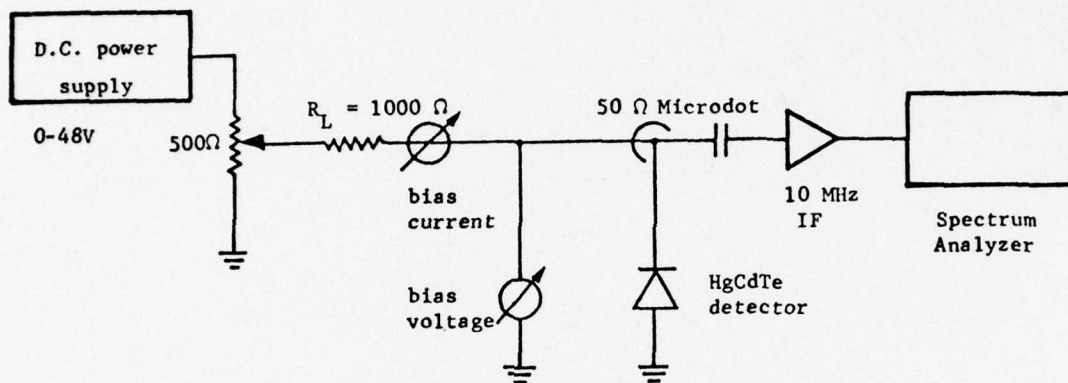 D.C. power
supply
0-48V
500Ω
R_L = 1000 Ω
bias
current
bias
voltage
50 Ω Microdot
HgCdTe
detector
10 MHz
IF
Spectrum
Analyzer